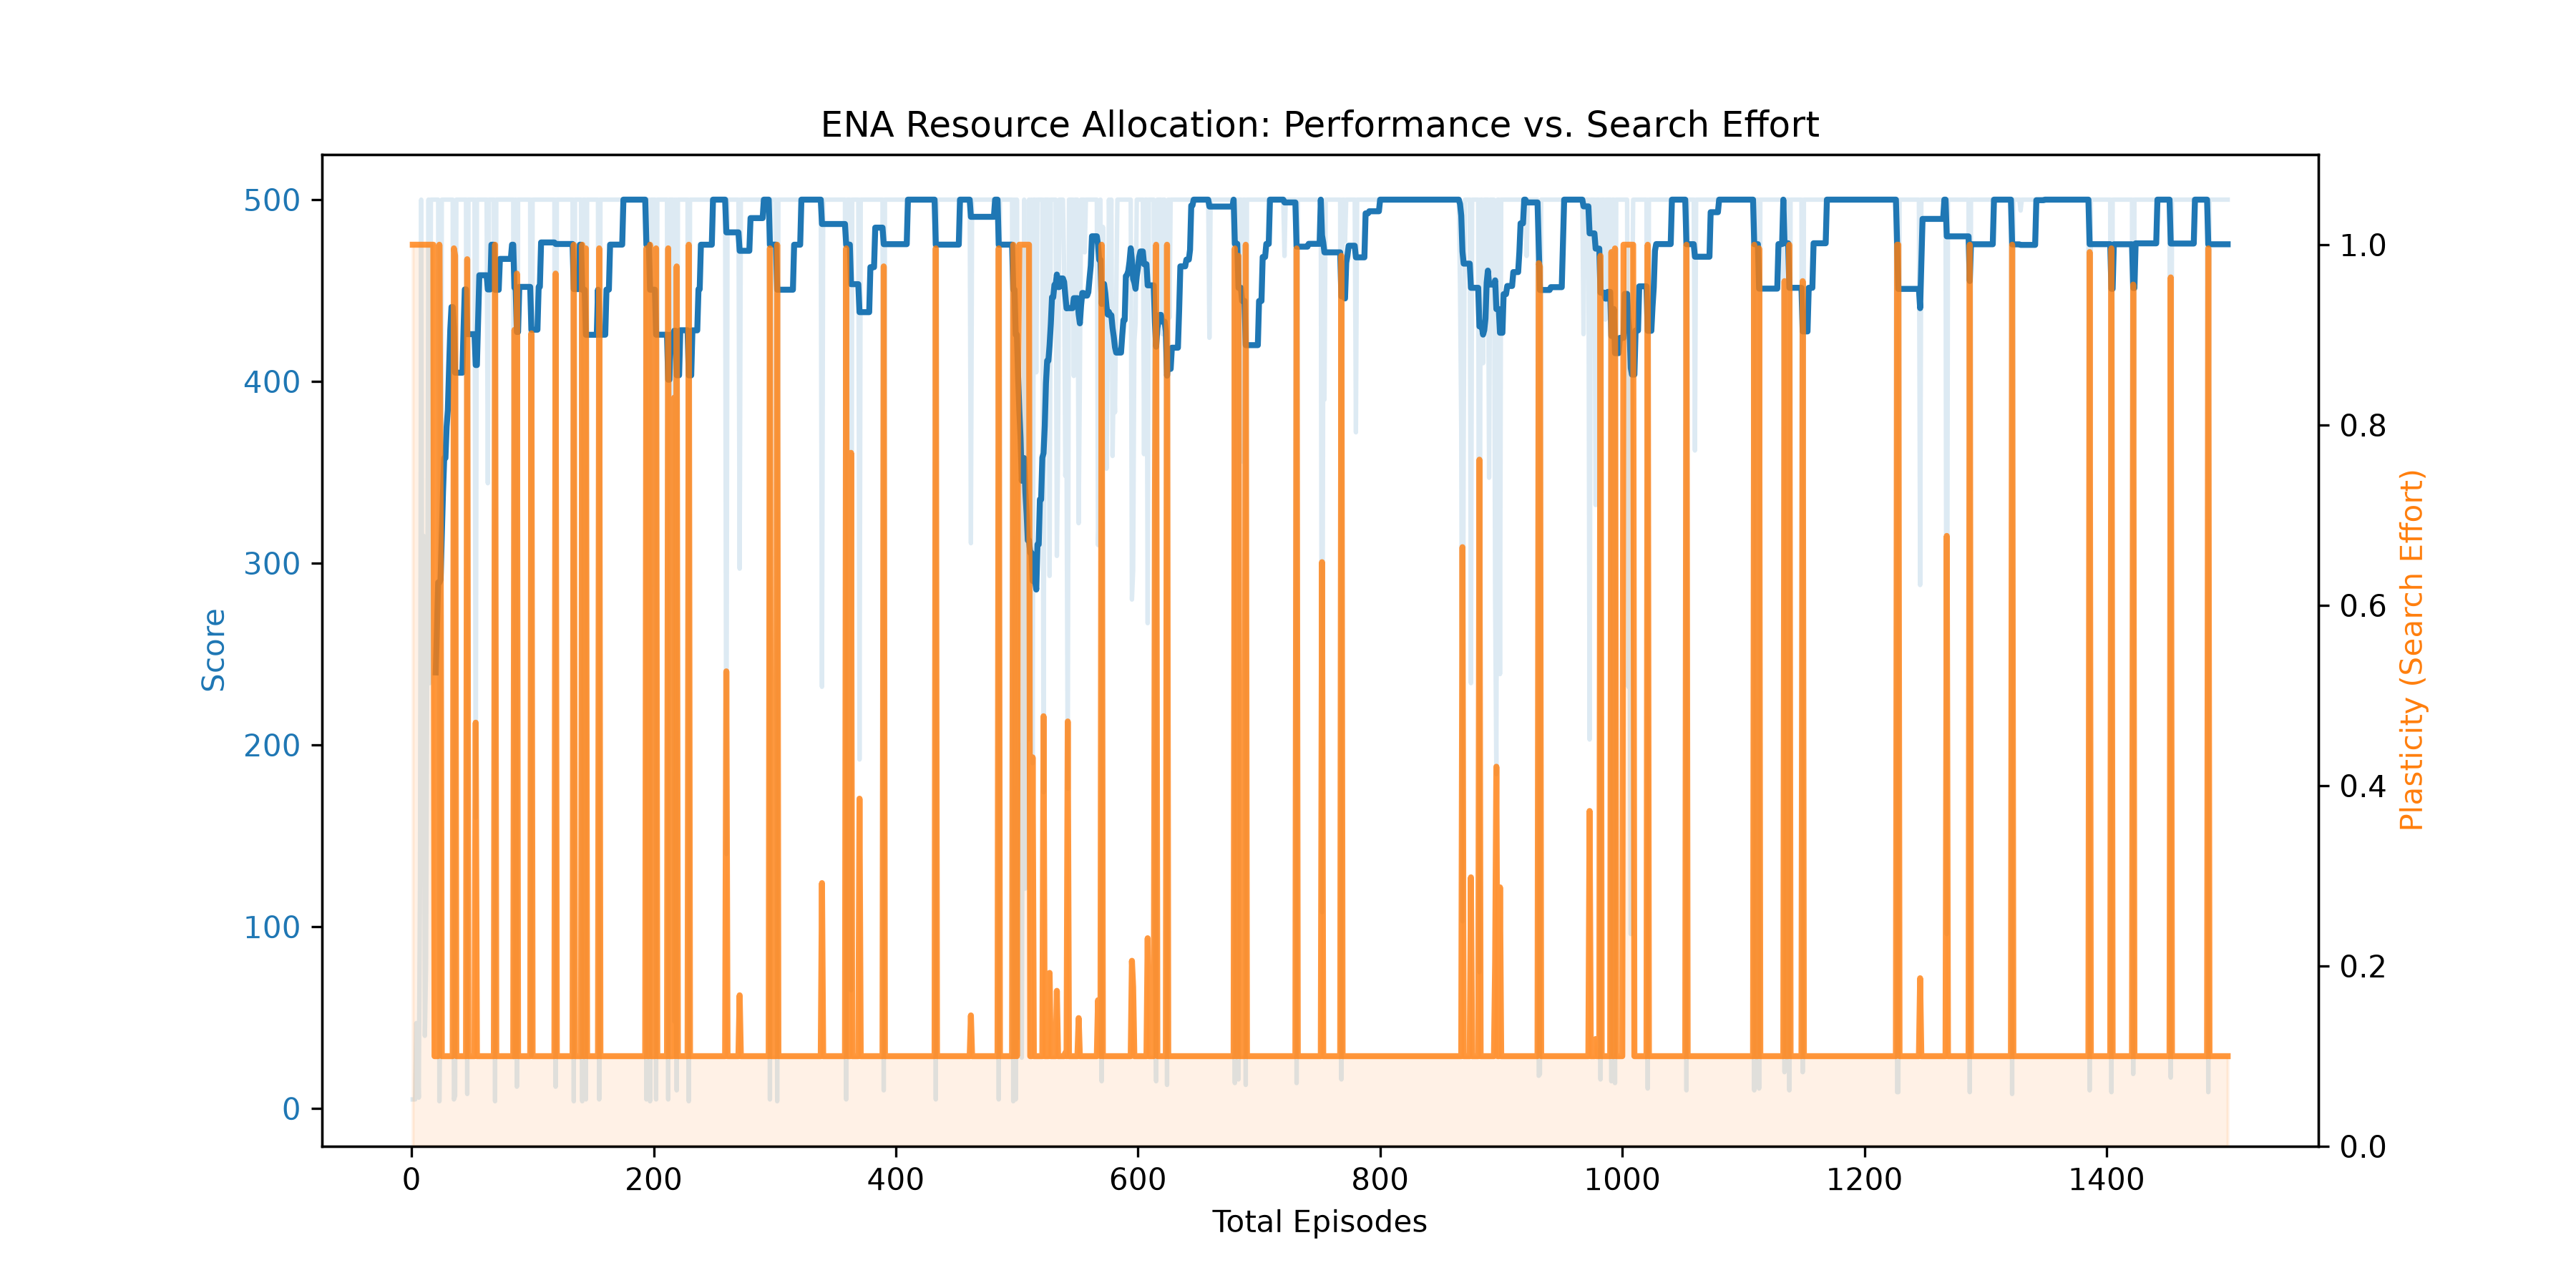 ENA Resource Allocation: Performance vs. Search Effort
500
400
300
200
100
0
Score
1.0
0.8
0.6
0.4
0.2
0.0
Plasticity (Search Effort)
0 200 400 600 800 1000 1200 1400
Total Episodes